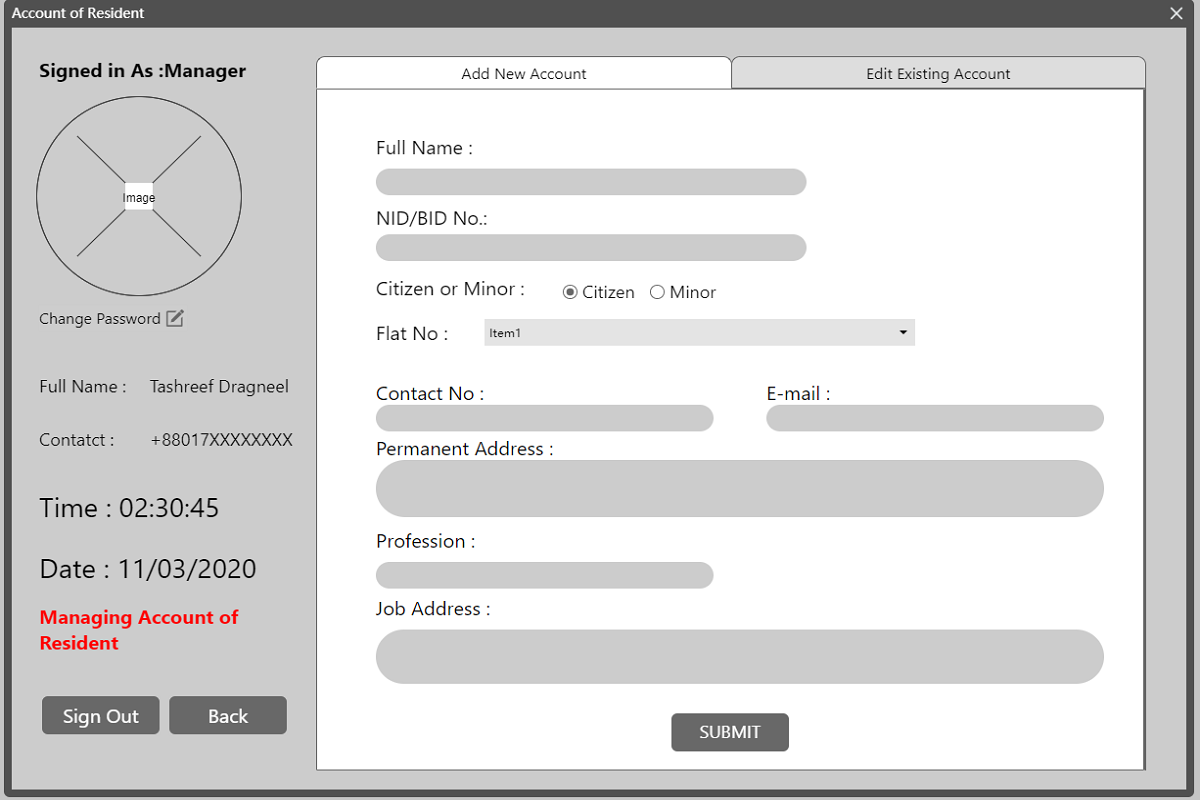 Account of Resident
Signed in As :Manager
Image
Change Password
Full Name : Tashreef Dragneel
Contatct : +88017XXXXXXXX
Time : 02:30:45
Date : 11/03/2020
Managing Account of
Resident
Sign Out Back
Add New Account Edit Existing Account
Full Name :
NID/BID No.:
Citizen or Minor : Citizen Minor
Flat No : Item1
Contact No : E-mail :
Permanent Address :
Profession :
Job Address :
SUBMIT